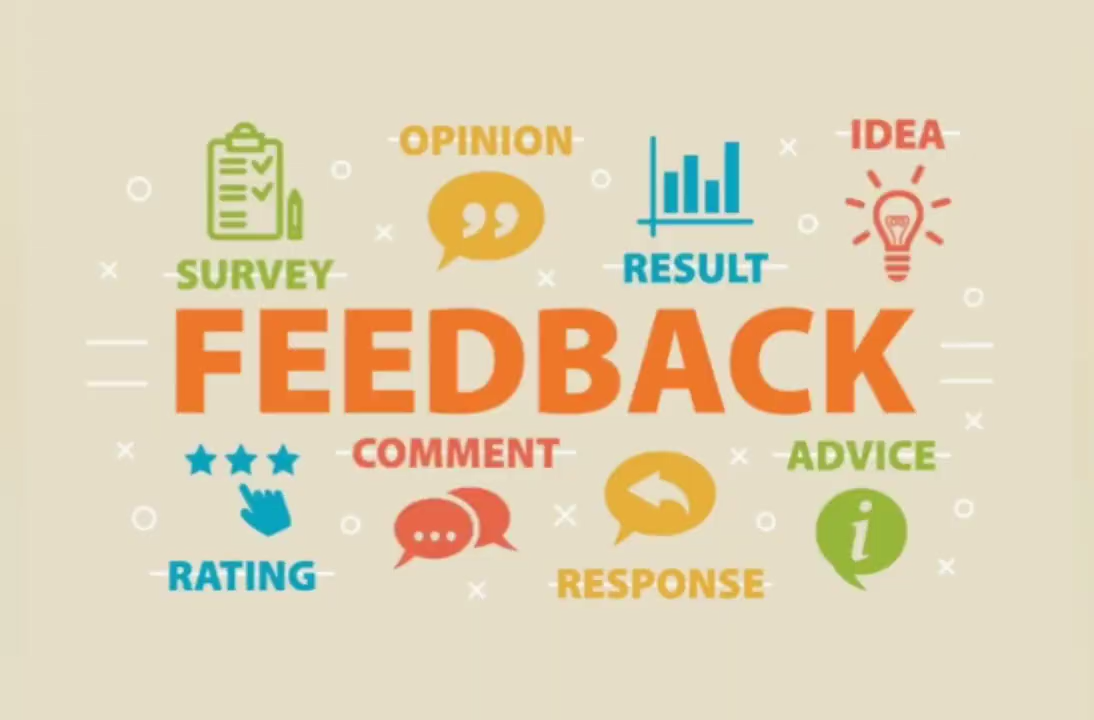 OPINION
IDEA
SURVEY
RESULT
FEEDBACK
COMMENT
ADVICE
i
RATING
RESPONSE